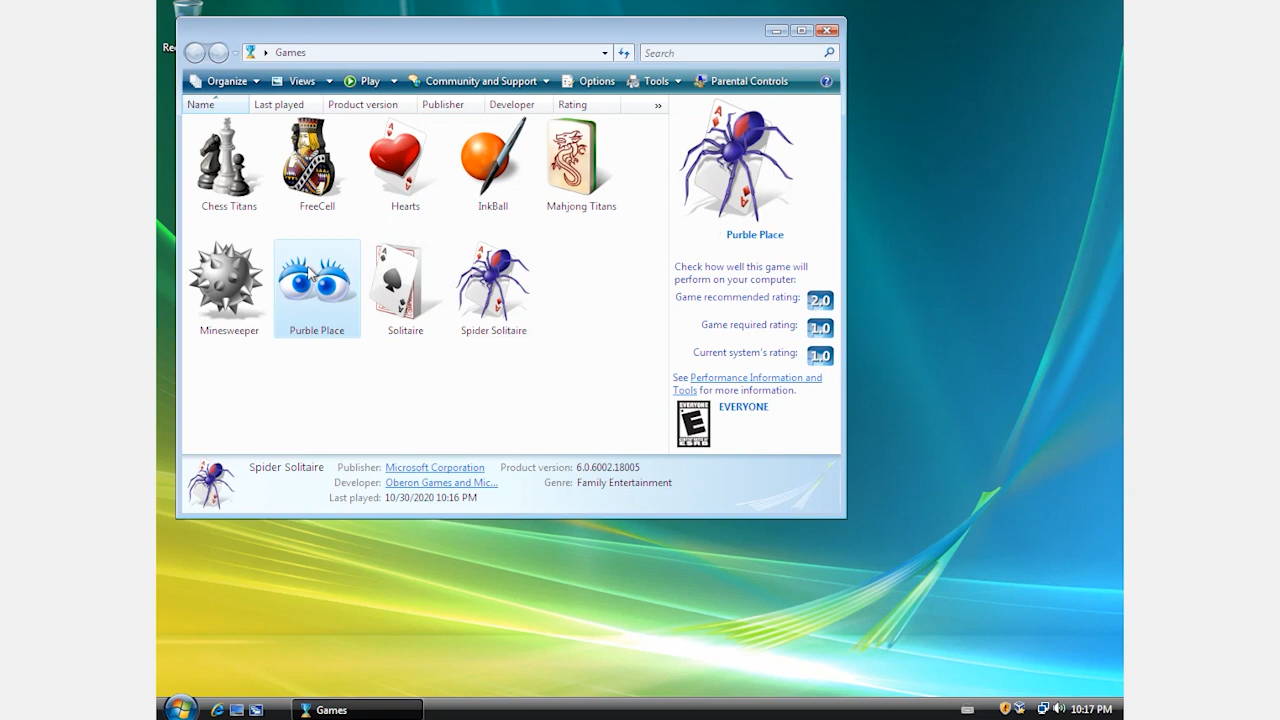 Re
Games
Search
Organize Views Play Community and Support Options Tools Parental Controls ?
Name Last played Product version Publisher Developer Rating »
Chess Titans FreeCell Hearts InkBall Mahjong Titans
Minesweeper Purble Place Solitaire Spider Solitaire
Purble Place
Check how well this game will
perform on your computer:
Game recommended rating: 2.0
Game required rating: 1.0
Current system's rating: 1.0
See Performance Information and
Tools for more information.
EVERYONE
E
EVERYONE
Spider Solitaire Publisher: Microsoft Corporation Product version: 6.0.6002.18005
Developer: Oberon Games and Mic... Genre: Family Entertainment
Last played: 10/30/2020 10:16 PM
Games 10:17 PM